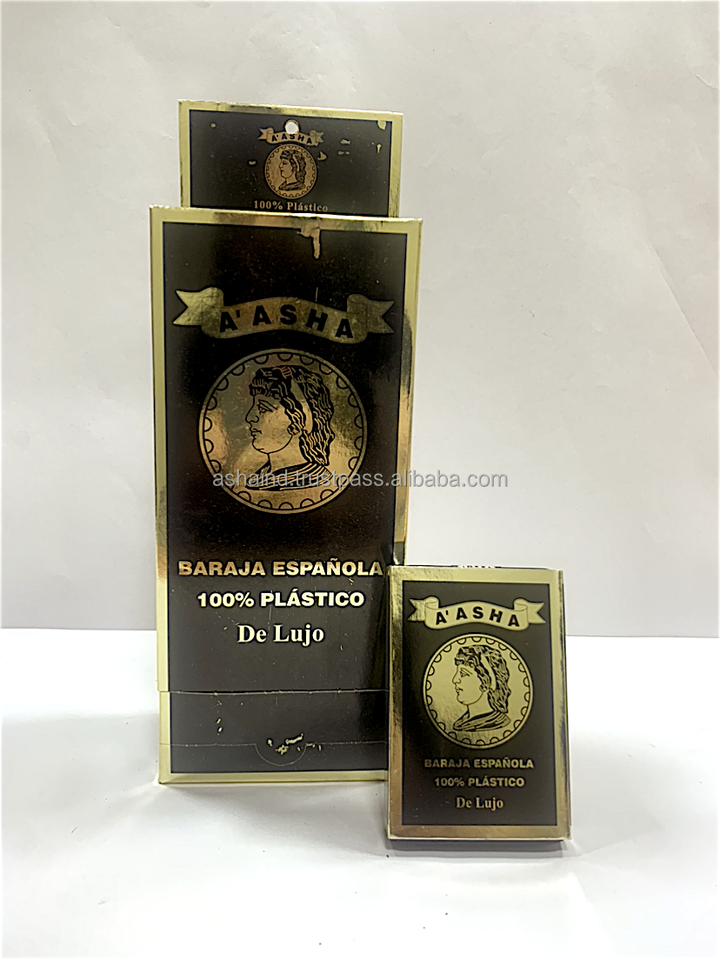 A'ASHA
100% Plástico
A'ASHA
ashaind.trustpass.alibaba.com
BARAJA ESPAÑOLA
100% PLÁSTICO
De Lujo
A'ASHA
BARAJA ESPAÑOLA
100% PLÁSTICO
De Lujo